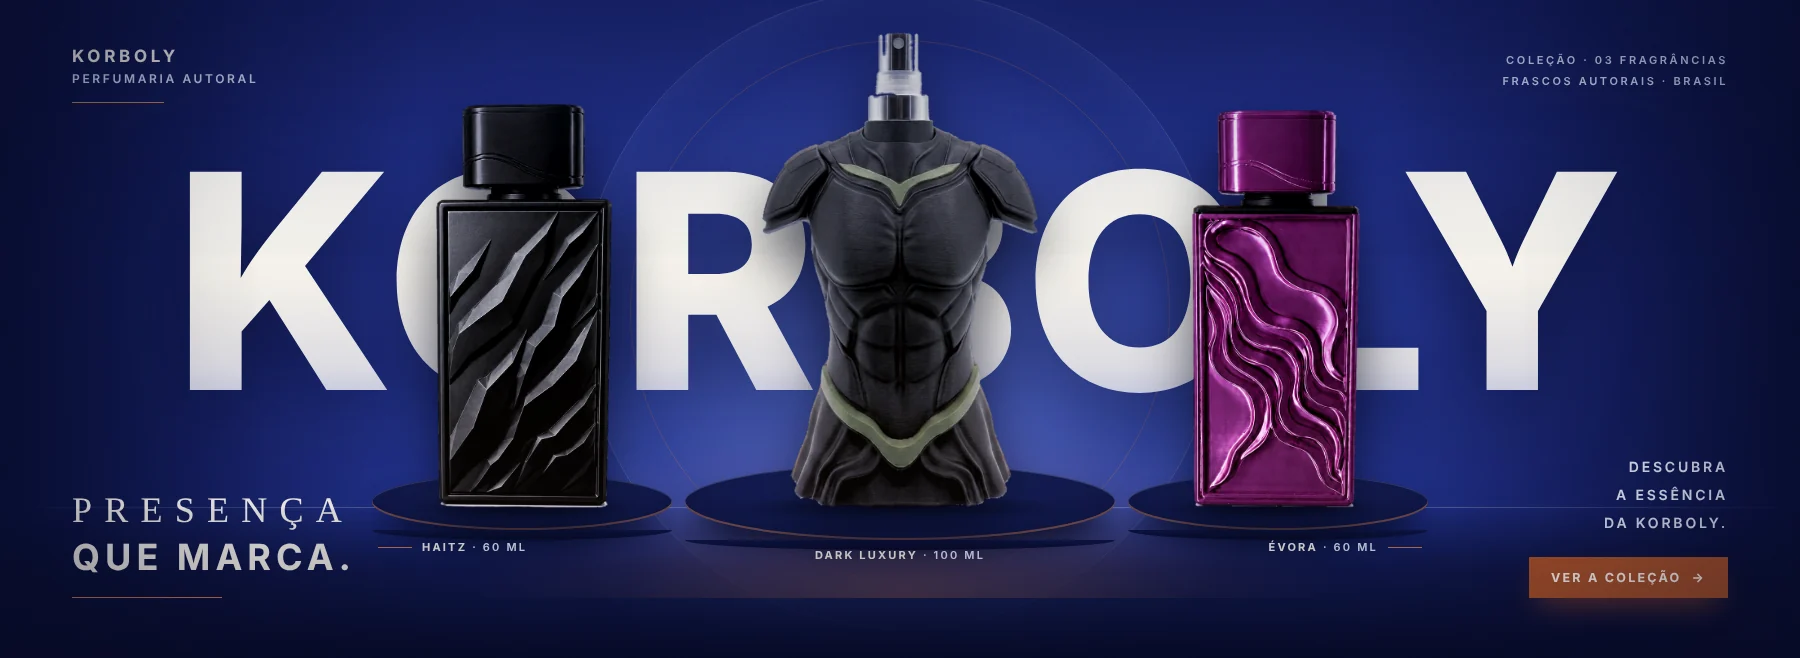 KORBOLY
PERFUMARIA AUTORAL
COLEÇÃO · 03 FRAGRÂNCIAS
FRASCOS AUTORAIS · BRASIL
KORBOLY
PRESENÇA
QUE MARCA.
HAITZ · 60 ML
DARK LUXURY · 100 ML
ÉVORA · 60 ML
DESCUBRA
A ESSÊNCIA
DA KORBOLY.
VER A COLEÇÃO →